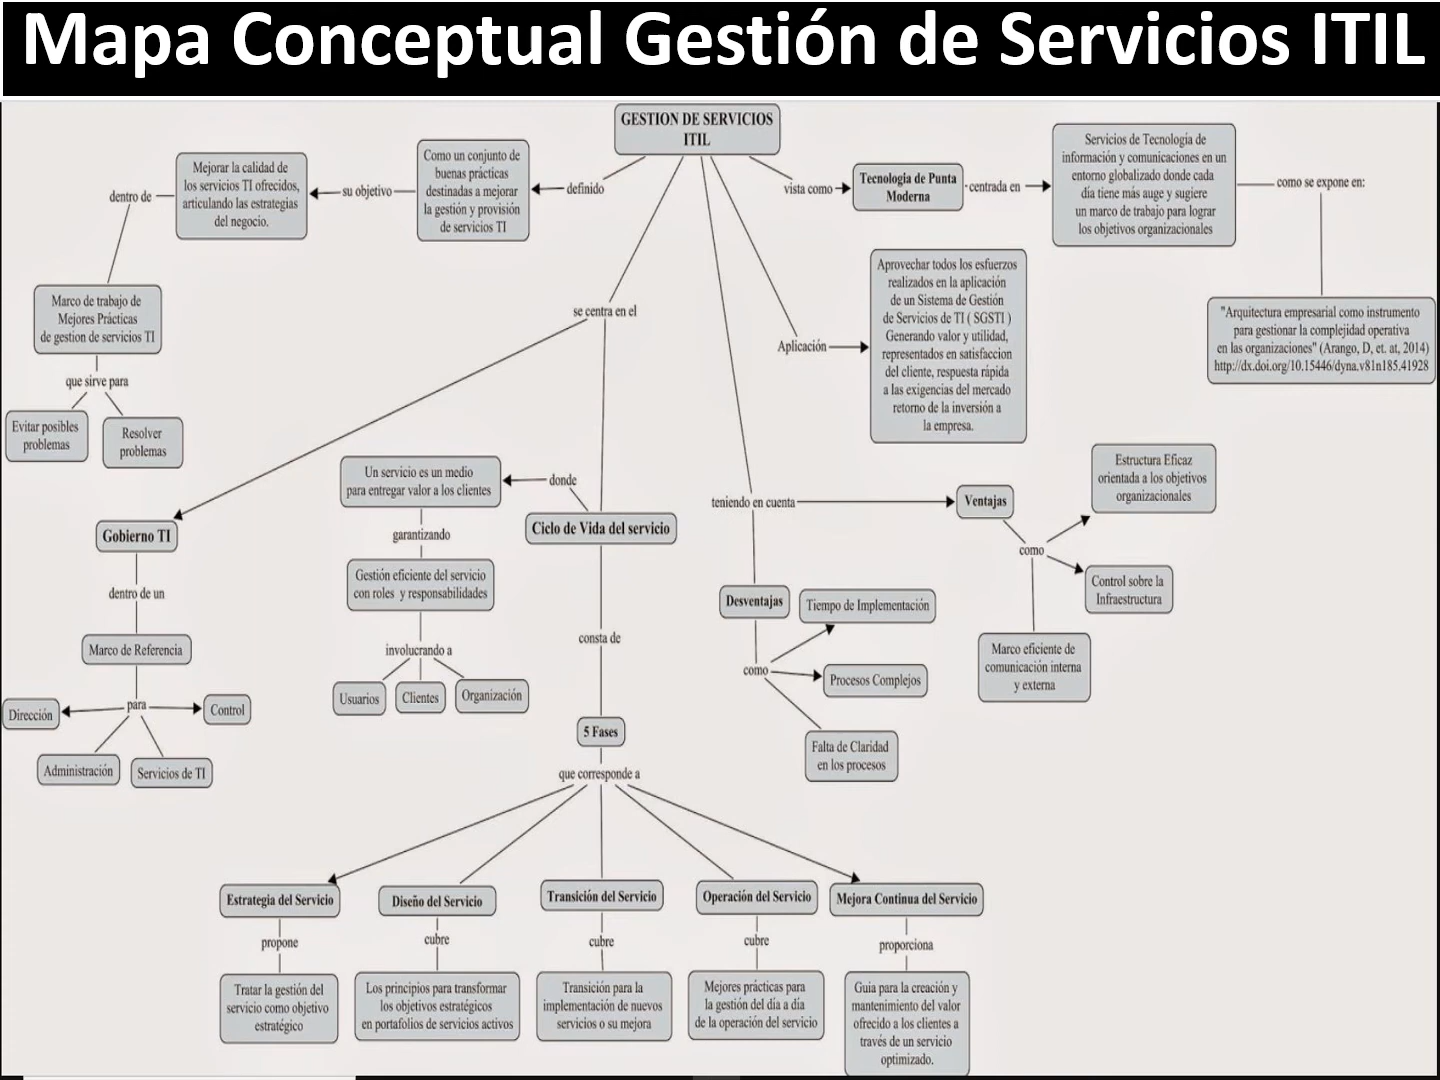 Mapa Conceptual Gestión de Servicios ITIL
GESTION DE SERVICIOS
ITIL
definido
Como un conjunto de
buenas prácticas
destinadas a mejorar
la gestión y provisión
de servicios TI
su objetivo
Mejorar la calidad de
los servicios TI ofrecidos,
articulando las estrategias
del negocio.
dentro de
Marco de trabajo de
Mejores Prácticas
de gestion de servicios TI
que sirve para
Evitar posibles
problemas
Resolver
problemas
vista como
Tecnologia de Punta
Moderna
centrada en
Servicios de Tecnologia de
información y comunicaciones en un
entorno globalizado donde cada
día tiene más auge y sugiere
un marco de trabajo para lograr
los objetivos organizacionales
como se expone en:
"Arquitectura empresarial como instrumento
para gestionar la complejidad operativa
en las organizaciones" (Arango, D, et. at, 2014)
http://dx.doi.org/10.15446/dyna.v81n185.41928
Aplicación
Aprovechar todos los esfuerzos
realizados en la aplicación
de un Sistema de Gestión
de Servicios de TI ( SGSTI )
Generando valor y utilidad,
representados en satisfaccion
del cliente, respuesta rápida
a las exigencias del mercado
retorno de la inversión a
la empresa.
se centra en el
Gobierno TI
dentro de un
Marco de Referencia
para
Dirección
Control
Administración
Servicios de TI
Ciclo de Vida del servicio
donde
Un servicio es un medio
para entregar valor a los clientes
garantizando
Gestión eficiente del servicio
con roles y responsabilidades
involucrando a
Usuarios
Clientes
Organización
consta de
5 Fases
que corresponde a
teniendo en cuenta
Ventajas
como
Estructura Eficaz
orientada a los objetivos
organizacionales
Control sobre la
Infraestructura
Marco eficiente de
comunicación interna
y externa
Desventajas
como
Tiempo de Implementación
Procesos Complejos
Falta de Claridad
en los procesos
Estrategia del Servicio
propone
Tratar la gestión del
servicio como objetivo
estratégico
Diseño del Servicio
cubre
Los principios para transformar
los objetivos estratégicos
en portafolios de servicios activos
Transición del Servicio
cubre
Transición para la
implementación de nuevos
servicios o su mejora
Operación del Servicio
cubre
Mejores prácticas para
la gestión del día a día
de la operación del servicio
Mejora Continua del Servicio
proporciona
Guia para la creación y
mantenimiento del valor
ofrecido a los clientes a
través de un servicio
optimizado.